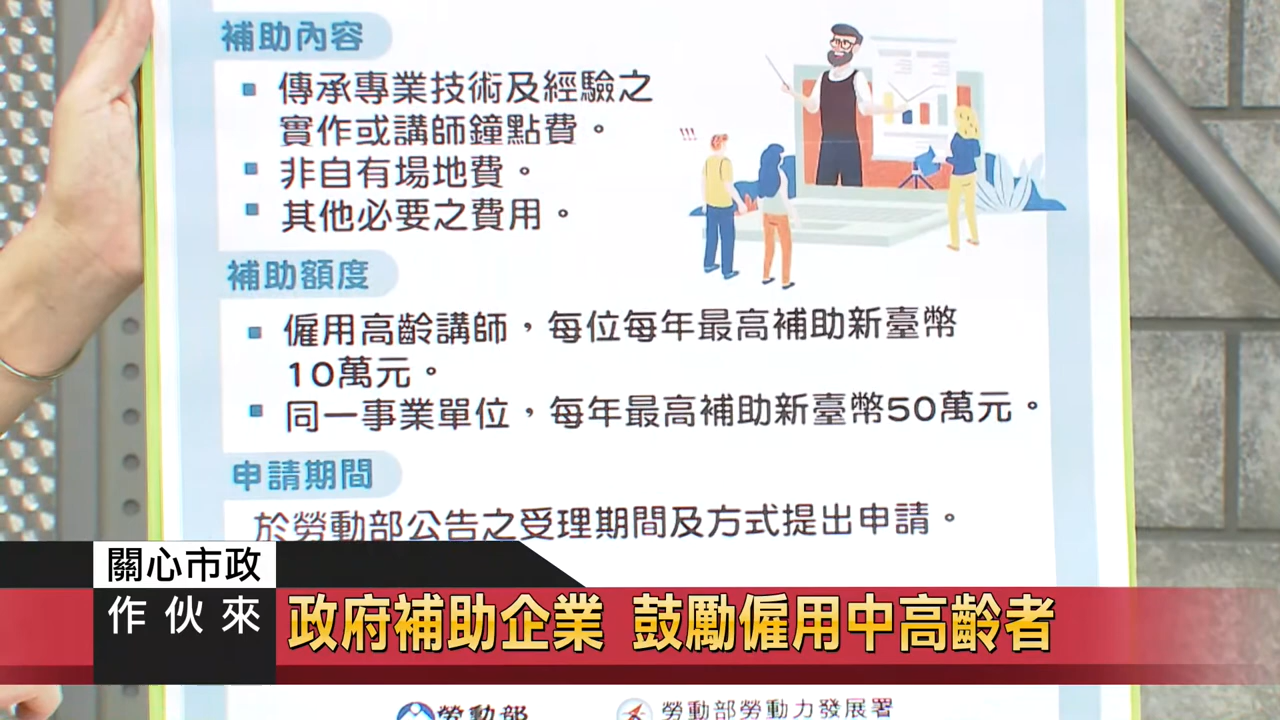 補助內容
▪ 傳承專業技術及經驗之
實作或講師鐘點費。
▪ 非自有場地費。
▪ 其他必要之費用。
補助額度
▪ 僱用高齡講師，每位每年最高補助新臺幣
10萬元。
▪ 同一事業單位，每年最高補助新臺幣50萬元。
申請期間
於勞動部公告之受理期間及方式提出申請。
關心市政
作伙來
政府補助企業 鼓勵僱用中高齡者
勞動部
勞動部勞動力發展署